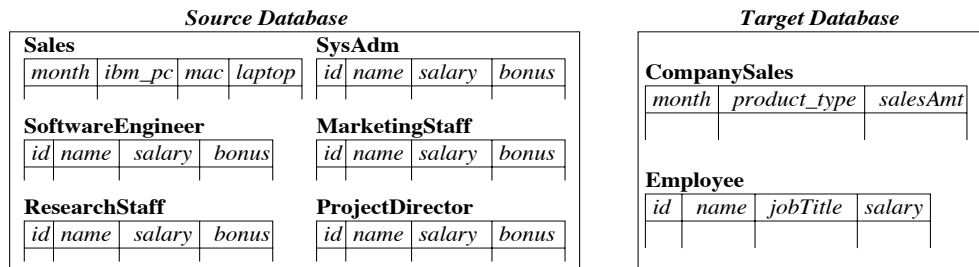 Source Database
Sales
month ibm_pc mac laptop
SysAdm
id name salary bonus
SoftwareEngineer
id name salary bonus
MarketingStaff
id name salary bonus
ResearchStaff
id name salary bonus
ProjectDirector
id name salary bonus
Target Database
CompanySales
month product_type salesAmt
Employee
id name jobTitle salary